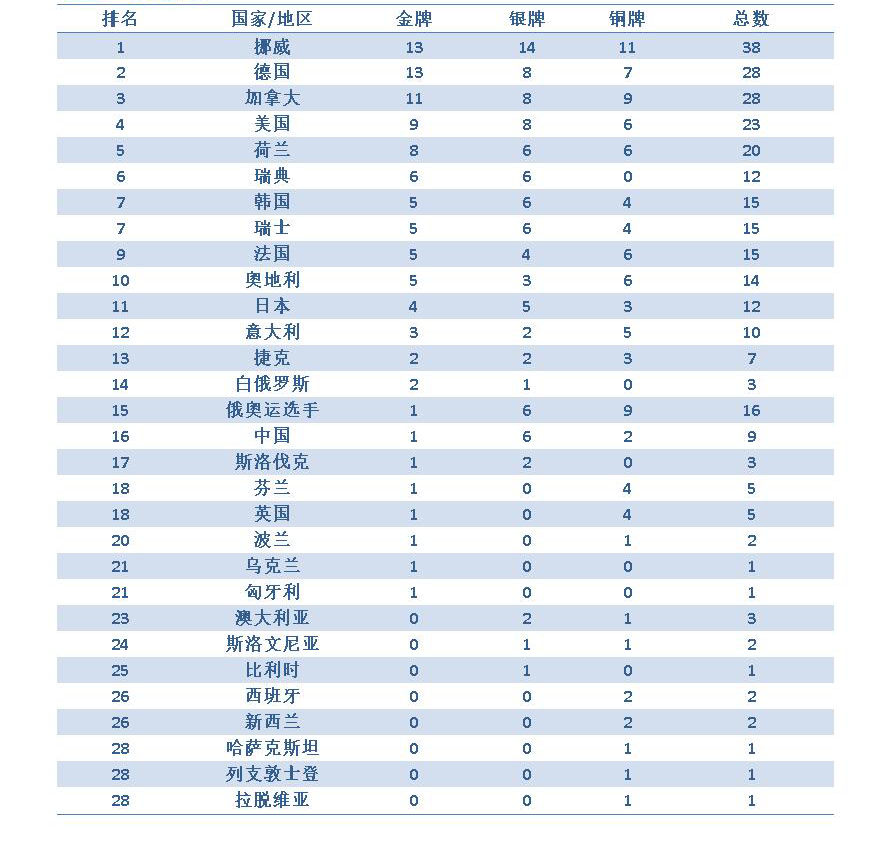 排名 国家/地区 金牌 银牌 铜牌 总数
1 挪威 13 14 11 38
2 德国 13 8 7 28
3 加拿大 11 8 9 28
4 美国 9 8 6 23
5 荷兰 8 6 6 20
6 瑞典 6 6 0 12
7 韩国 5 6 4 15
7 瑞士 5 6 4 15
9 法国 5 4 6 15
10 奥地利 5 3 6 14
11 日本 4 5 3 12
12 意大利 3 2 5 10
13 捷克 2 2 3 7
14 白俄罗斯 2 1 0 3
15 俄奥运选手 1 6 9 16
16 中国 1 6 2 9
17 斯洛伐克 1 2 0 3
18 芬兰 1 0 4 5
18 英国 1 0 4 5
20 波兰 1 0 1 2
21 乌克兰 1 0 0 1
21 匈牙利 1 0 0 1
23 澳大利亚 0 2 1 3
24 斯洛文尼亚 0 1 1 2
25 比利时 0 1 0 1
26 西班牙 0 0 2 2
26 新西兰 0 0 2 2
28 哈萨克斯坦 0 0 1 1
28 列支敦士登 0 0 1 1
28 拉脱维亚 0 0 1 1